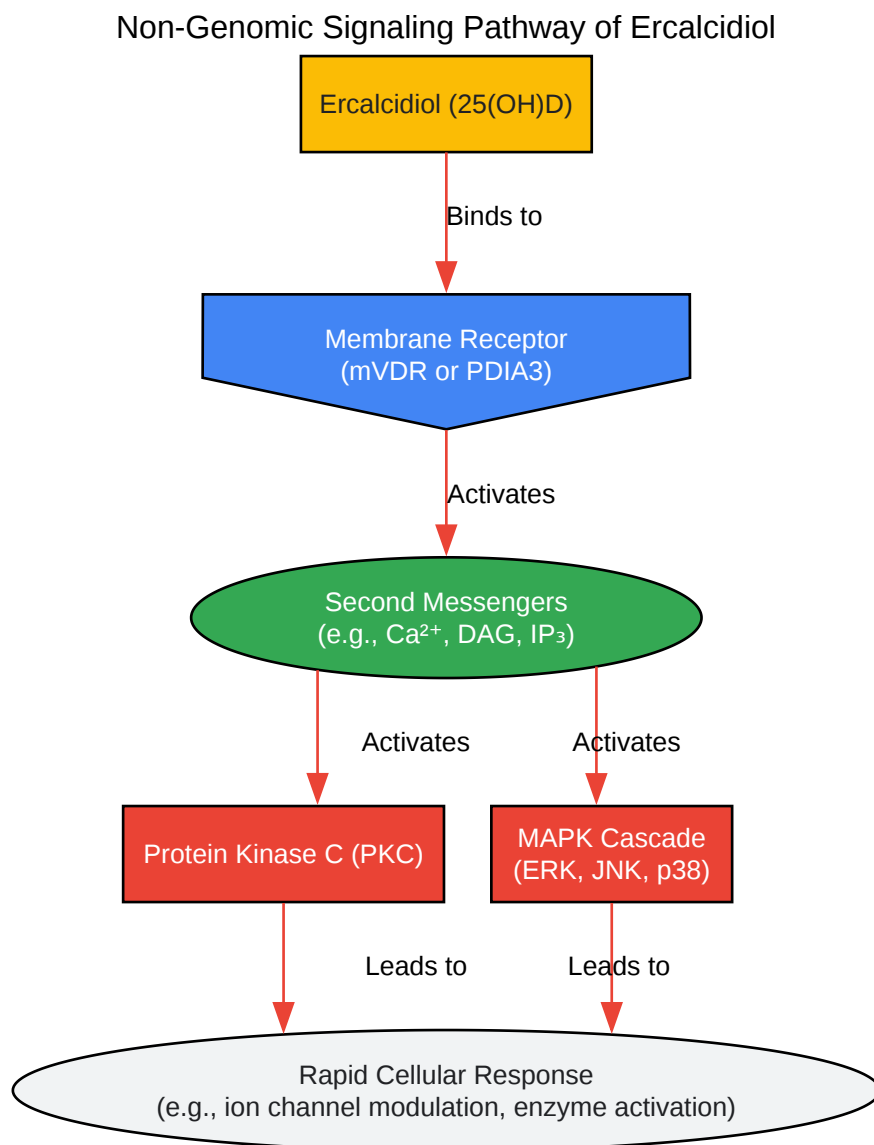 Non-Genomic Signaling Pathway of Ercalcidiol
Ercalcidiol (25(OH)D)
Binds to
Membrane Receptor
(mVDR or PDIA3)
Activates
Second Messengers
(e.g., Ca²⁺, DAG, IP₃)
Activates
Activates
Protein Kinase C (PKC)
MAPK Cascade
(ERK, JNK, p38)
Leads to
Leads to
Rapid Cellular Response
(e.g., ion channel modulation, enzyme activation)